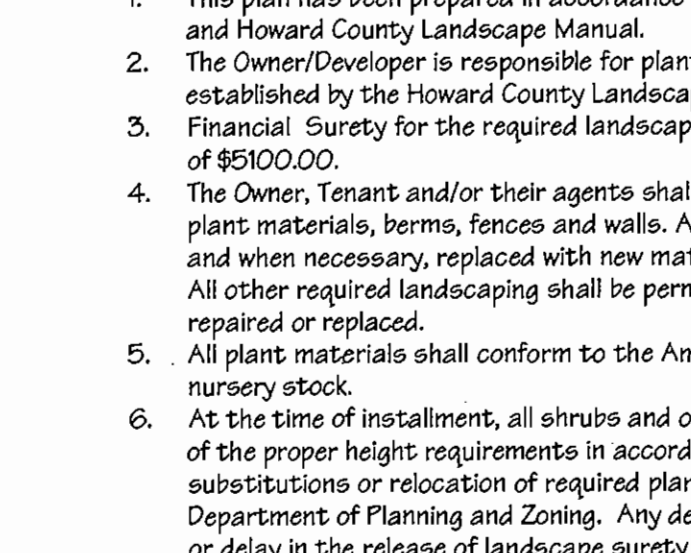 1. This plan has been prepared in accordance
and Howard County Landscape Manual.
2. The Owner/Developer is responsible for plan
established by the Howard County Landsca
3. Financial Surety for the required landscap
of $5100.00.
4. The Owner, Tenant and/or their agents shal
plant materials, berms, fences and walls. A
and when necessary, replaced with new mat
All other required landscaping shall be perm
repaired or replaced.
5. All plant materials shall conform to the Am
nursery stock.
6. At the time of installment, all shrubs and o
of the proper height requirements in accord
substitutions or relocation of required plan
Department of Planning and Zoning. Any de
or delay in the release of landscape surety